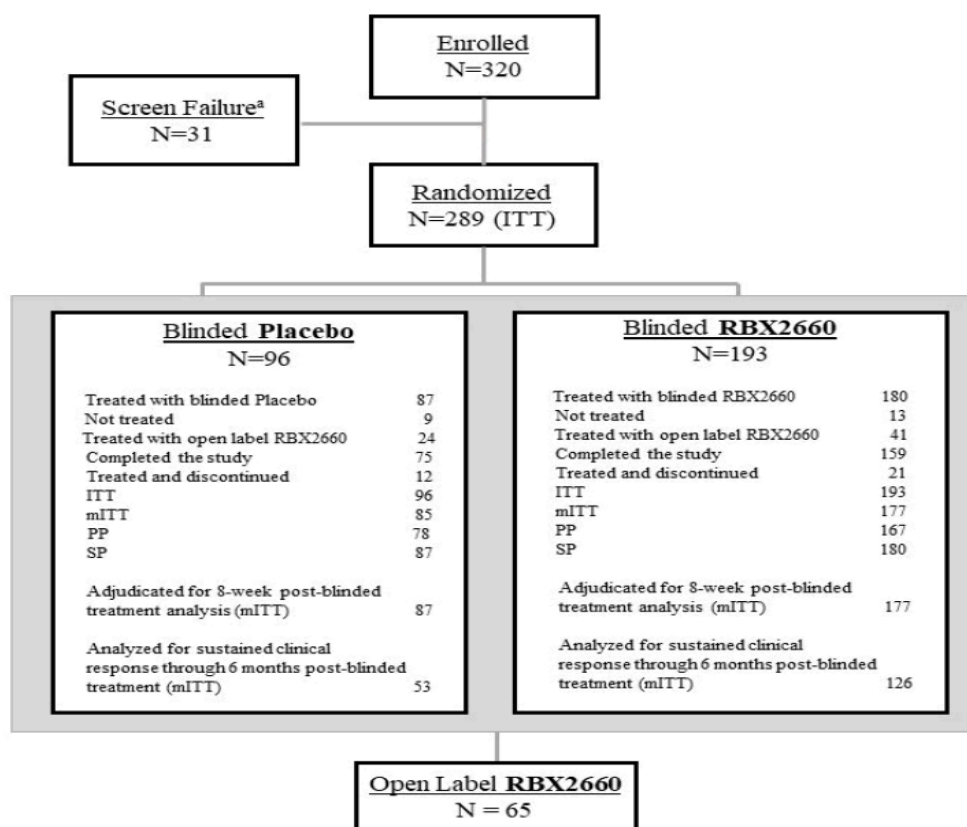 Enrolled
N=320
Screen Failureª
N=31
Randomized
N=289 (ITT)
Blinded Placebo
N=96
Treated with blinded Placebo 87
Not treated 9
Treated with open label RBX2660 24
Completed the study 75
Treated and discontinued 12
ITT 96
mITT 85
PP 78
SP 87
Adjudicated for 8-week post-blinded
treatment analysis (mITT) 87
Analyzed for sustained clinical
response through 6 months post-blinded
treatment (mITT) 53
Blinded RBX2660
N=193
Treated with blinded RBX2660 180
Not treated 13
Treated with open label RBX2660 41
Completed the study 159
Treated and discontinued 21
ITT 193
mITT 177
PP 167
SP 180
Adjudicated for 8-week post-blinded
treatment analysis (mITT) 177
Analyzed for sustained clinical
response through 6 months post-blinded
treatment (mITT) 126
Open Label RBX2660
N = 65